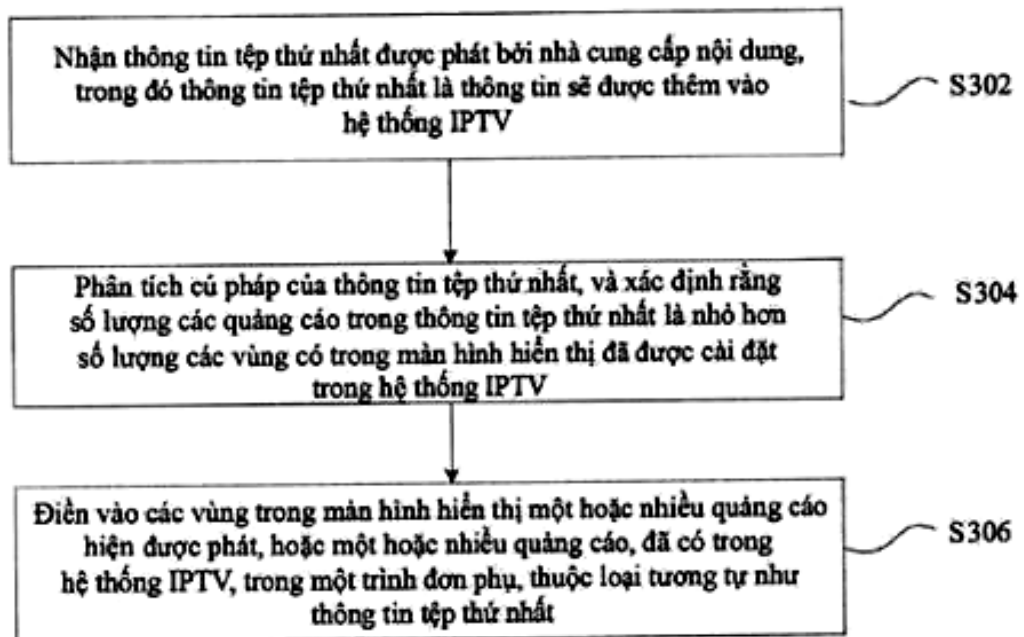 Nhận thông tin tệp thứ nhất được phát bởi nhà cung cấp nội dung,
trong đó thông tin tệp thứ nhất là thông tin sẽ được thêm vào
hệ thống IPTV
S302
Phân tích cú pháp của thông tin tệp thứ nhất, và xác định rằng
số lượng các quảng cáo trong thông tin tệp thứ nhất là nhỏ hơn
số lượng các vùng có trong màn hình hiển thị đã được cài đặt
trong hệ thống IPTV
S304
Điền vào các vùng trong màn hình hiển thị một hoặc nhiều quảng cáo
hiện được phát, hoặc một hoặc nhiều quảng cáo, đã có trong
hệ thống IPTV, trong một trình đơn phụ, thuộc loại tương tự như
thông tin tệp thứ nhất
S306